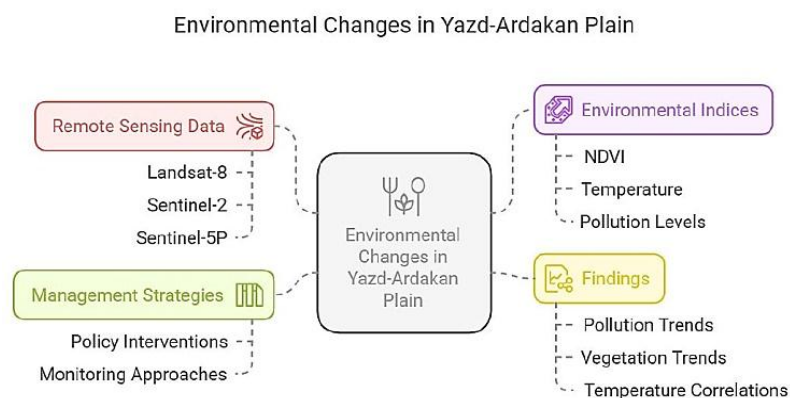 Environmental Changes in Yazd-Ardakan Plain
Remote Sensing Data
Landsat-8
Sentinel-2
Sentinel-5P
Management Strategies
Policy Interventions
Monitoring Approaches
Environmental
Changes in
Yazd-Ardakan
Plain
Environmental Indices
NDVI
Temperature
Pollution Levels
Findings
Pollution Trends
Vegetation Trends
Temperature Correlations